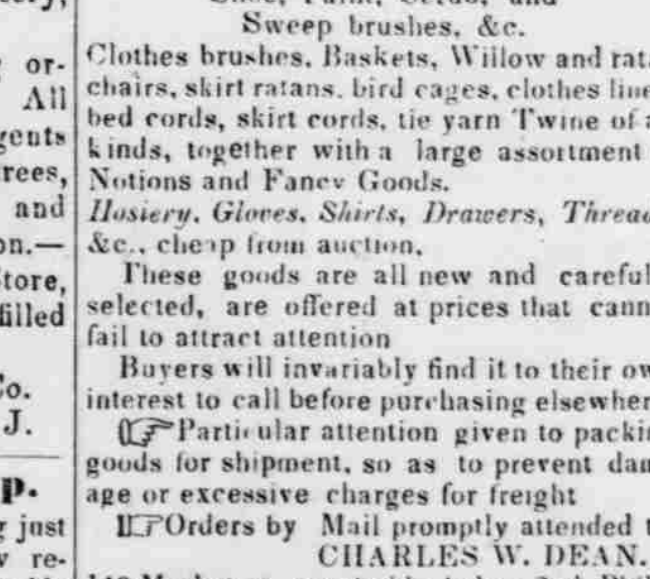 Sweep brushes, &c.
Clothes brushes, Baskets, Willow and rat
chairs, skirt ratans, bird cages, clothes line
bed cords, skirt cords, tie yarn Twine of a
kinds, together with a large assortment
Notions and Fancy Goods.
Hosiery, Gloves, Shirts, Drawers, Thread
&c., cheap from auction,
These goods are all new and careful
selected, are offered at prices that cann
fail to attract attention
Buyers will invariably find it to their ow
interest to call before purchasing elsewher
☞Particular attention given to packi
goods for shipment, so as to prevent dam
age or excessive charges for freight
☞Orders by Mail promptly attended t
CHARLES W. DEAN.
or-
All
gents
rees,
and
on.—
Store,
filled
Co.
J.
P.
g just
re-